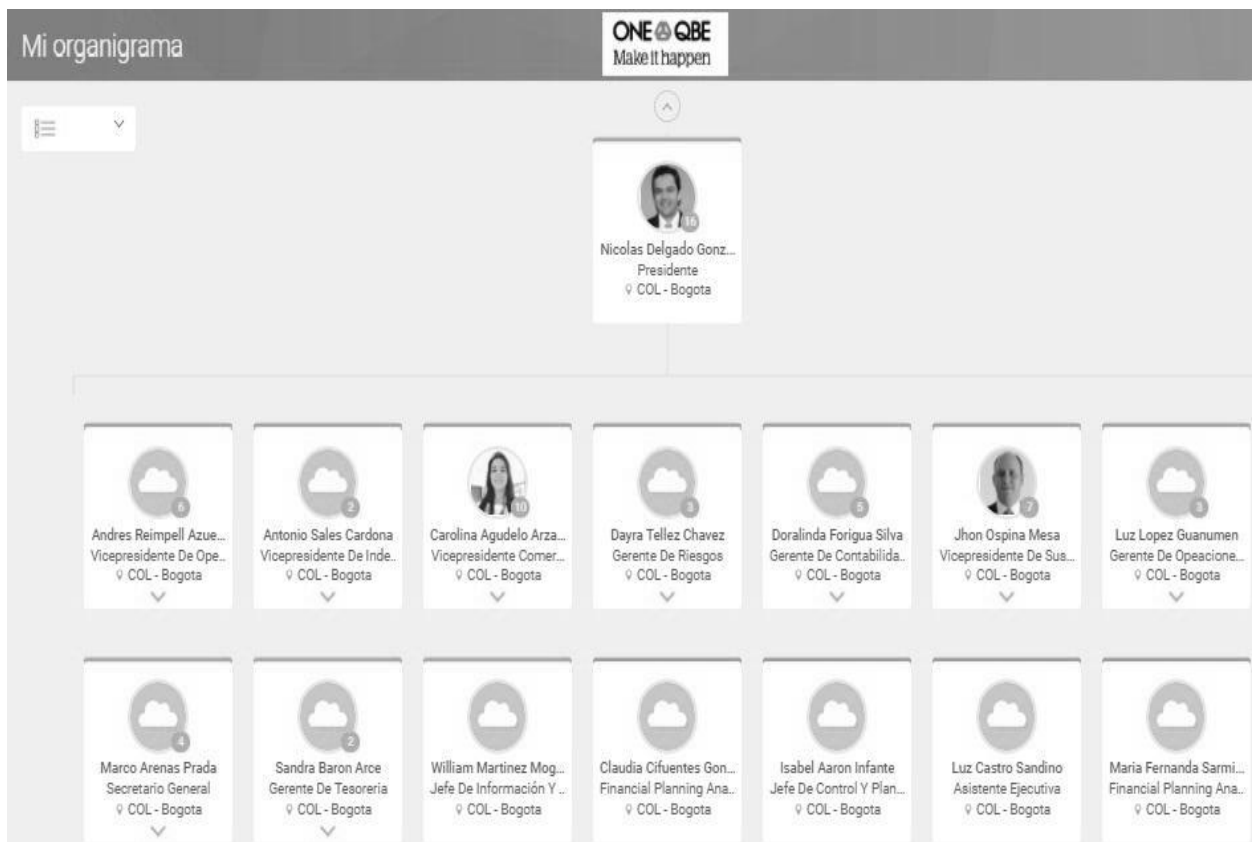 Mi organigrama
ONE QBE
Make it happen
16
Nicolas Delgado Gonz...
Presidente
COL - Bogota
6
Andres Reimpell Azue...
Vicepresidente De Ope...
COL - Bogota
2
Antonio Sales Cardona
Vicepresidente De Inde..
COL - Bogota
10
Carolina Agudelo Arza...
Vicepresidente Comer...
COL - Bogota
3
Dayra Tellez Chavez
Gerente De Riesgos
COL - Bogota
5
Doralinda Forigua Silva
Gerente De Contabilida..
COL - Bogota
7
Jhon Ospina Mesa
Vicepresidente De Sus...
COL - Bogota
3
Luz Lopez Guanumen
Gerente De Opeacione...
COL - Bogota
4
Marco Arenas Prada
Secretario General
COL - Bogota
2
Sandra Baron Arce
Gerente De Tesoreria
COL - Bogota
William Martinez Mog...
Jefe De Información Y ..
COL - Bogota
Claudia Cifuentes Gon...
Financial Planning Ana..
COL - Bogota
Isabel Aaron Infante
Jefe De Control Y Plan...
COL - Bogota
Luz Castro Sandino
Asistente Ejecutiva
COL - Bogota
Maria Fernanda Sarmi...
Financial Planning Ana..
COL - Bogota